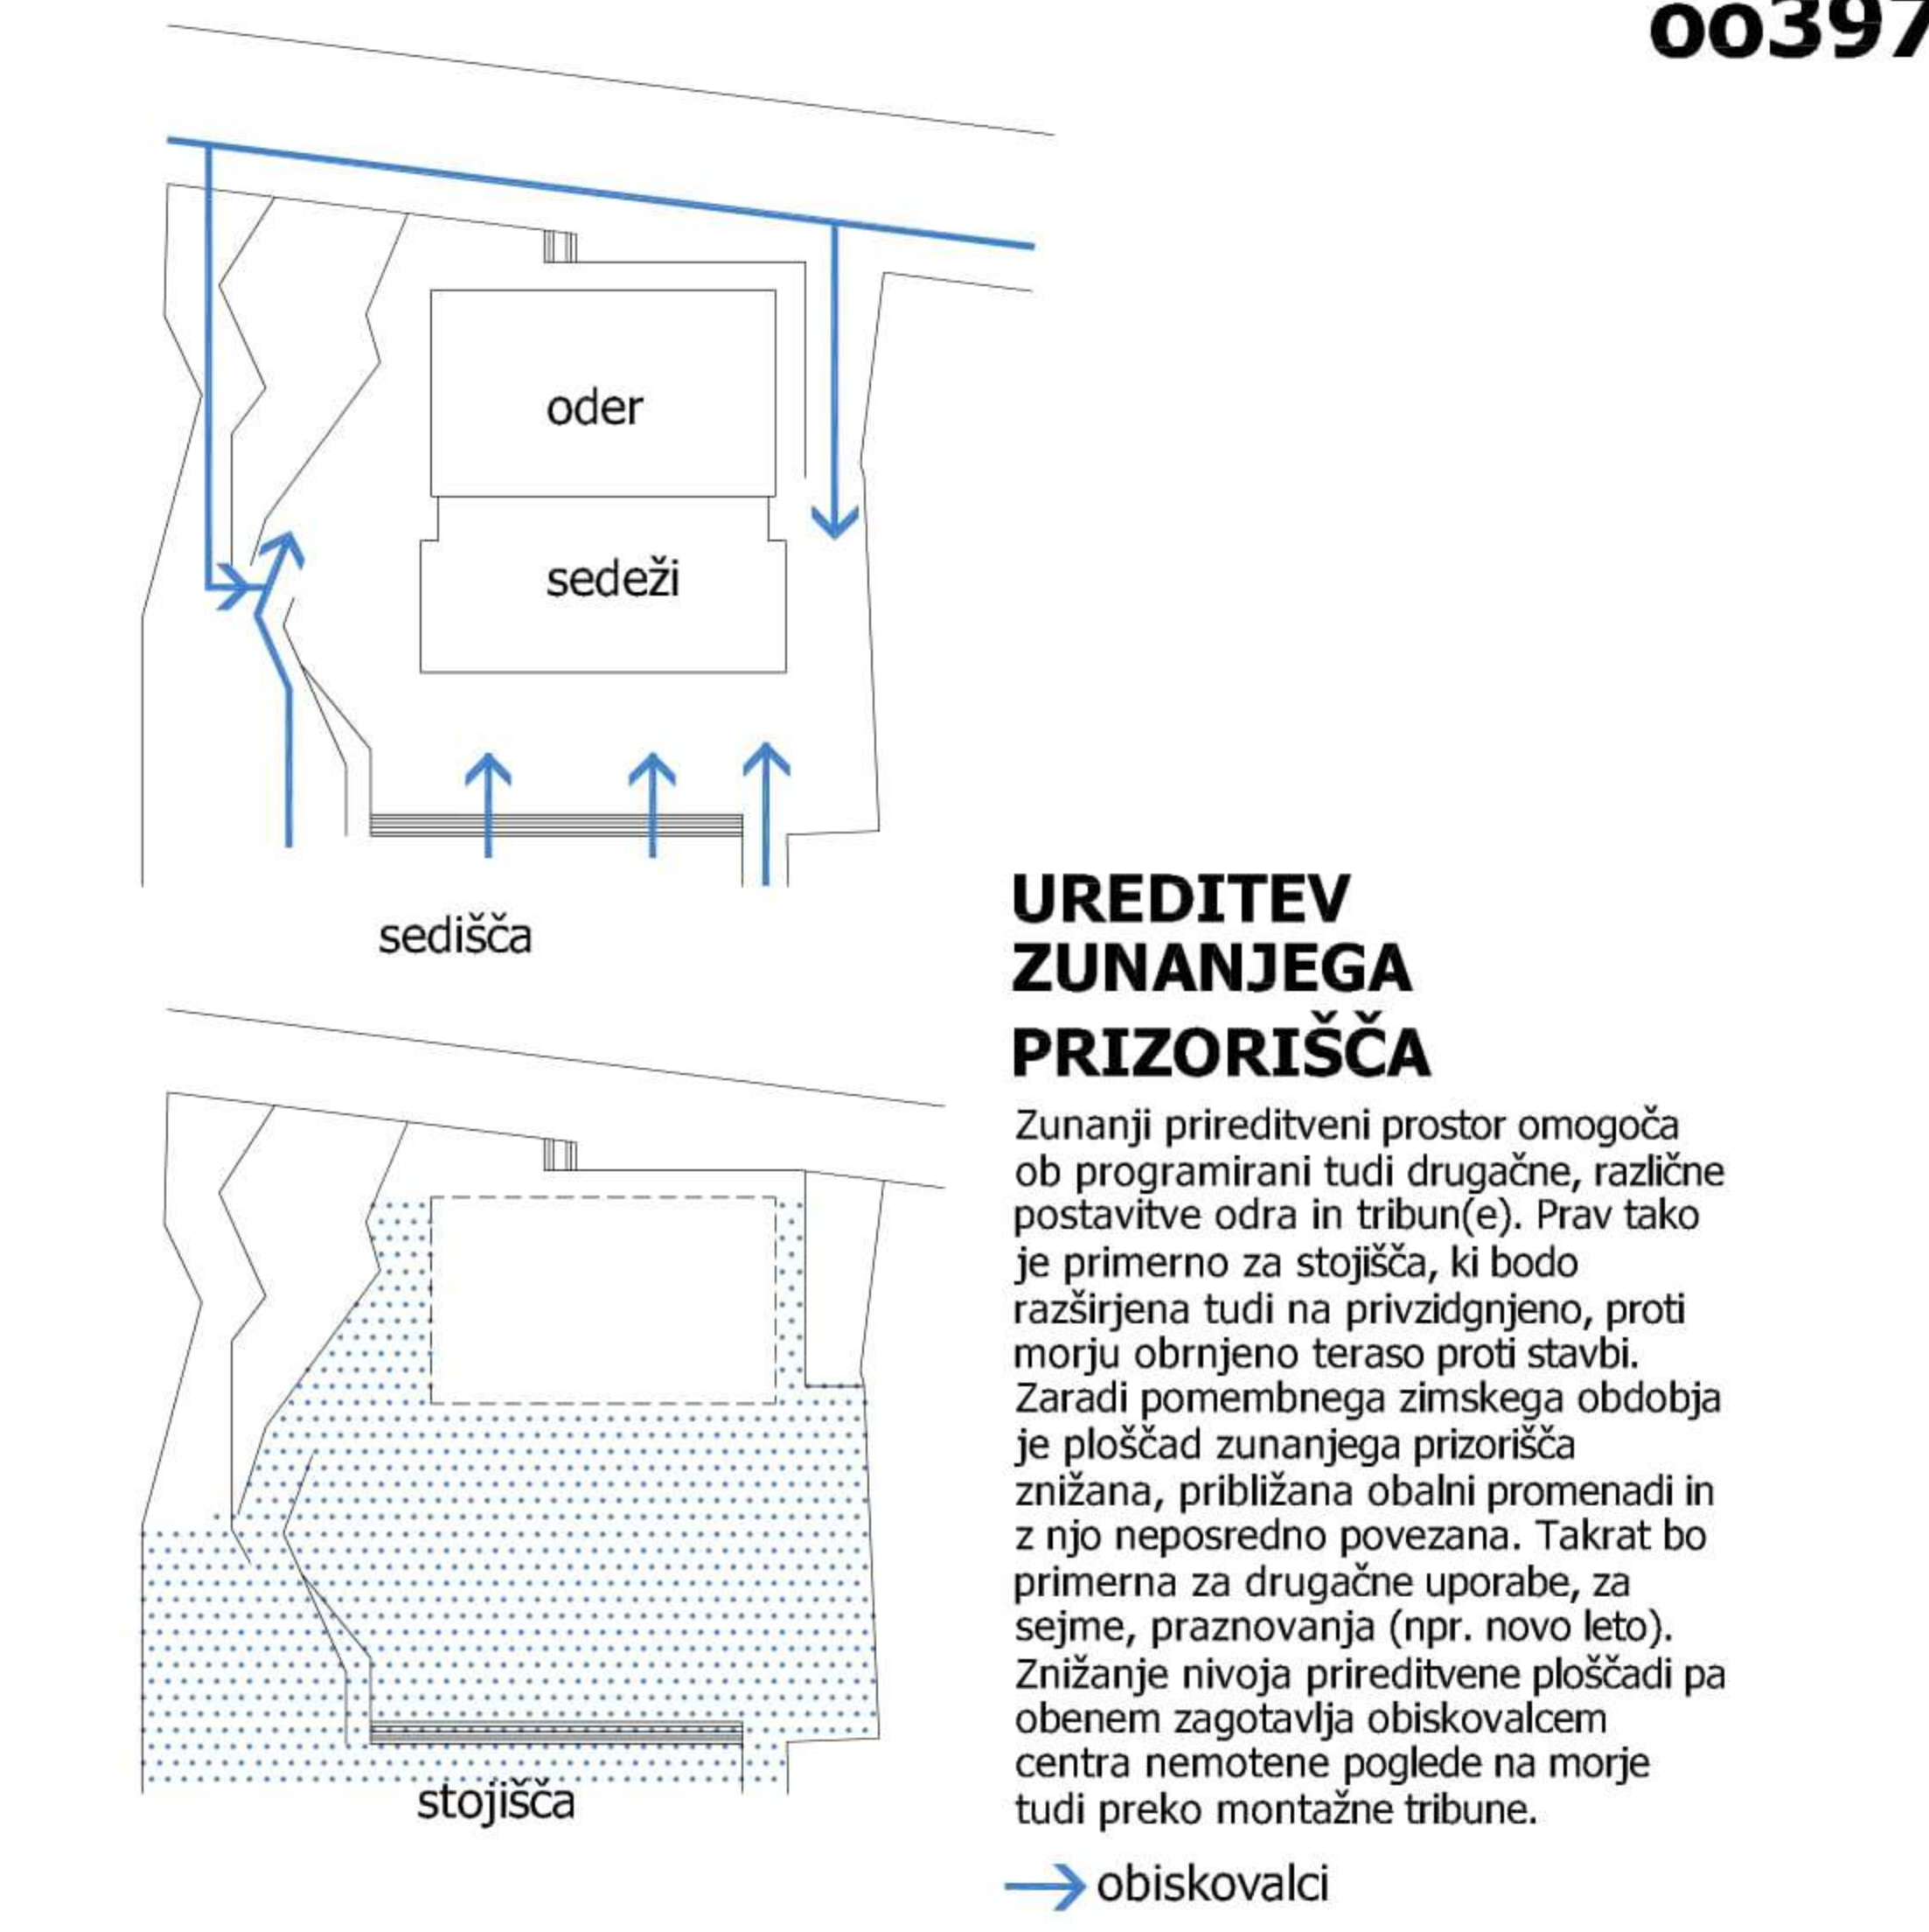 oo397
oder
sedeži
sedišča
UREDITEV
ZUNANJEGA
PRIZORIŠČA
Zunanji prireditveni prostor omogoča
ob programirani tudi drugačne, različne
postavitve odra in tribun(e). Prav tako
je primerno za stojišča, ki bodo
razširjena tudi na privzidgnjeno, proti
morju obrnjeno teraso proti stavbi.
Zaradi pomembnega zimskega obdobja
je ploščad zunanjega prizorišča
znižana, približana obalni promenadi in
z njo neposredno povezana. Takrat bo
primerna za drugačne uporabe, za
sejme, praznovanja (npr. novo leto).
Znižanje nivoja prireditvene ploščadi pa
obenem zagotavlja obiskovalcem
centra nemotene poglede na morje
tudi preko montažne tribune.
stojišča
obiskovalci